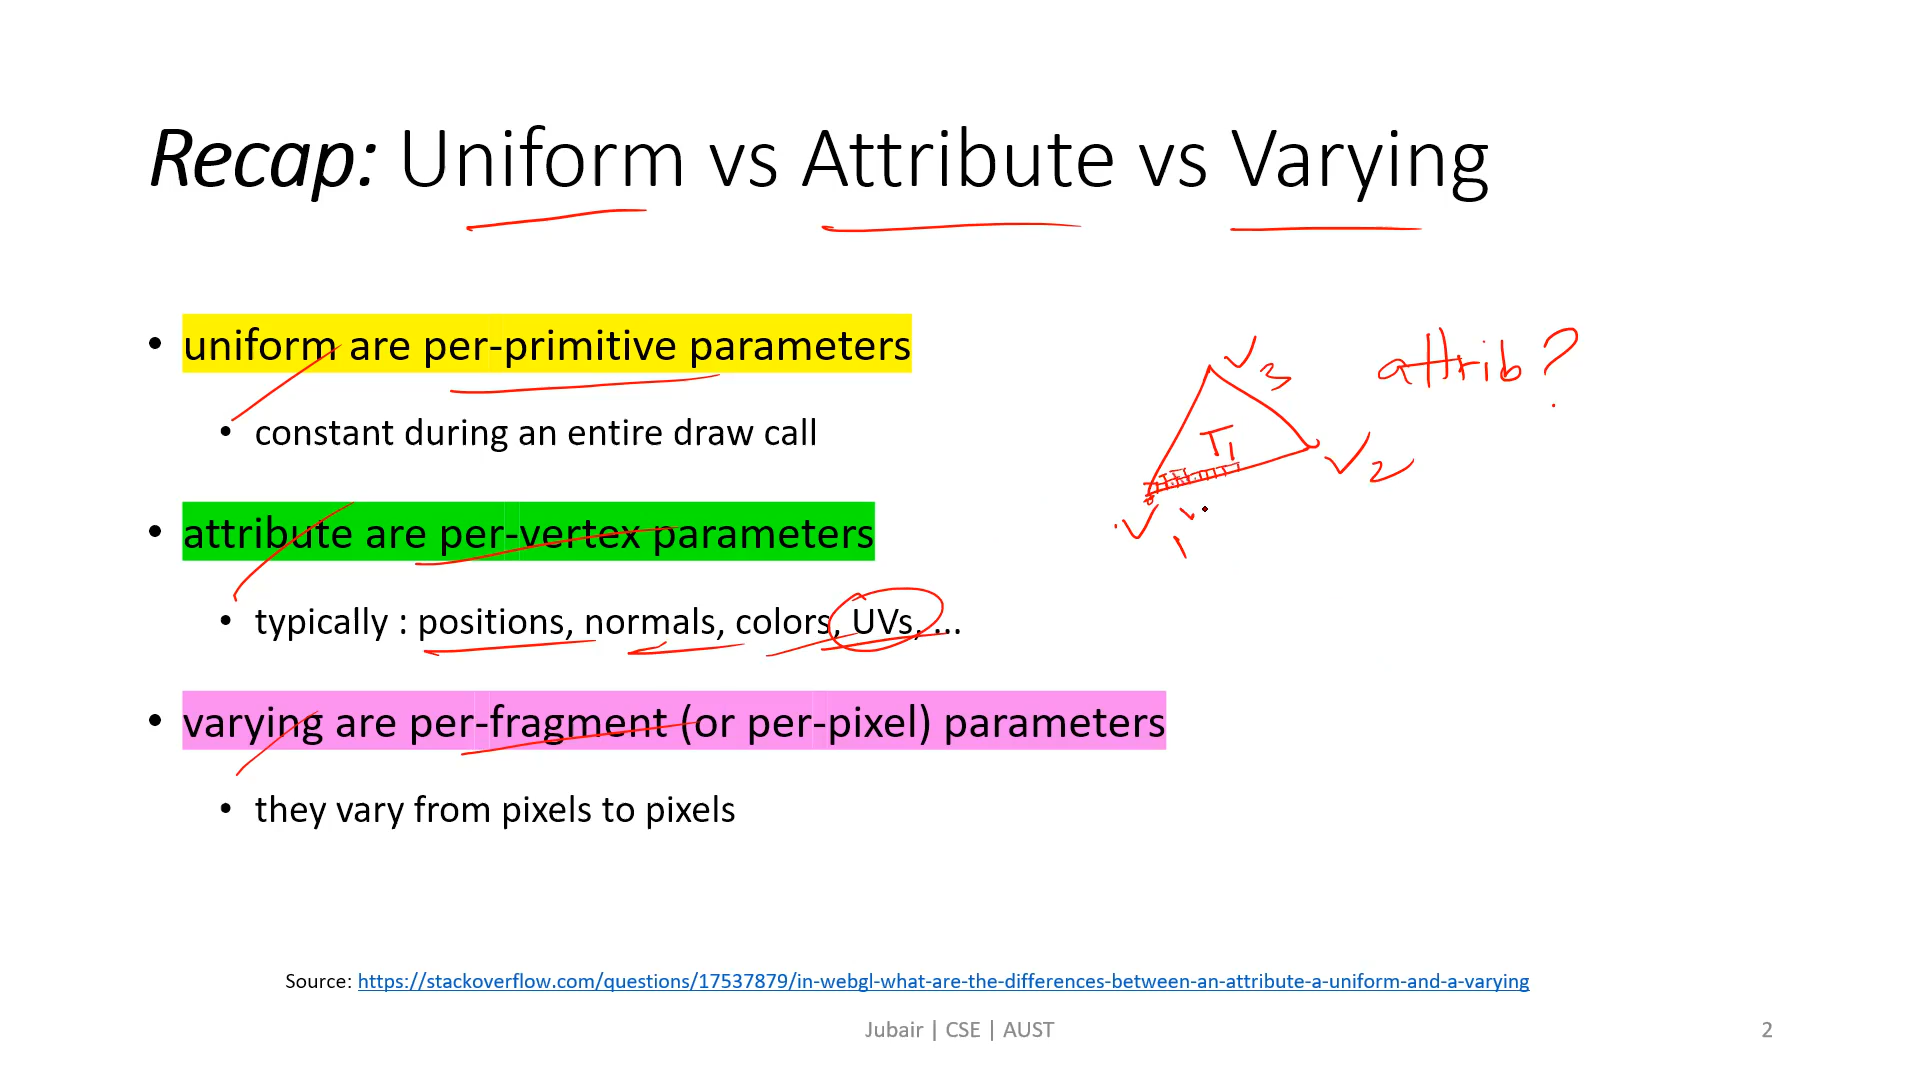 Recap: Uniform vs Attribute vs Varying
• uniform are per-primitive parameters
• constant during an entire draw call
• attribute are per-vertex parameters
• typically : positions, normals, colors, UVs, ...
• varying are per-fragment (or per-pixel) parameters
• they vary from pixels to pixels
V3
attrib?
T1
V2
V1
Source: https://stackoverflow.com/questions/17537879/in-webgl-what-are-the-differences-between-an-attribute-a-uniform-and-a-varying
Jubair | CSE | AUST
2